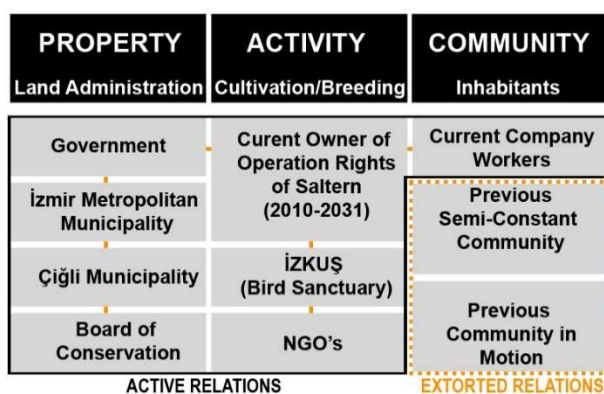 PROPERTY
Land Administration
ACTIVITY
Cultivation/Breeding
COMMUNITY
Inhabitants
Government
İzmir Metropolitan
Municipality
Çiğli Municipality
Board of
Conservation
Curent Owner of
Operation Rights
of Saltern
(2010-2031)
İZKUŞ
(Bird Sanctuary)
NGO's
Current Company
Workers
Previous
Semi-Constant
Community
Previous
Community in
Motion
ACTIVE RELATIONS
EXTORTED RELATIONS